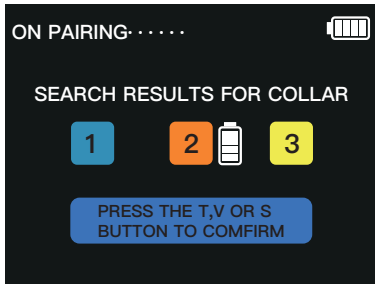 ON PAIRING······
SEARCH RESULTS FOR COLLAR
1 2 3
PRESS THE T,V OR S
BUTTON TO COMFIRM